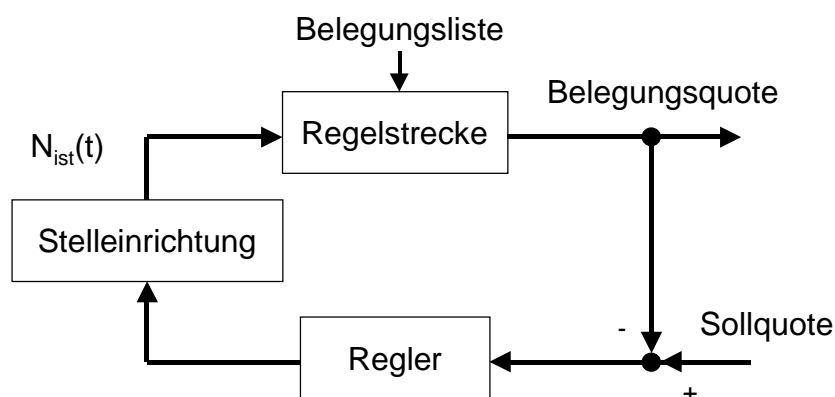 Belegungsliste
Belegungsquote
Regelstrecke
N_ist(t)
Stelleinrichtung
- Sollquote
Regler
+